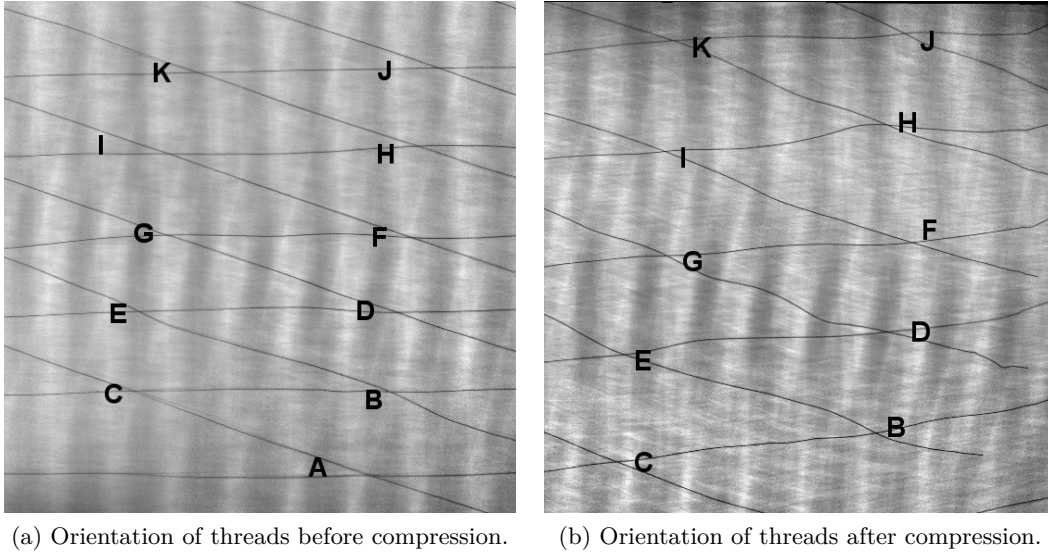 K J
I H
G F
E D
C B
A
K J
H
I
F
G
D
E
B
C
(a) Orientation of threads before compression.
(b) Orientation of threads after compression.